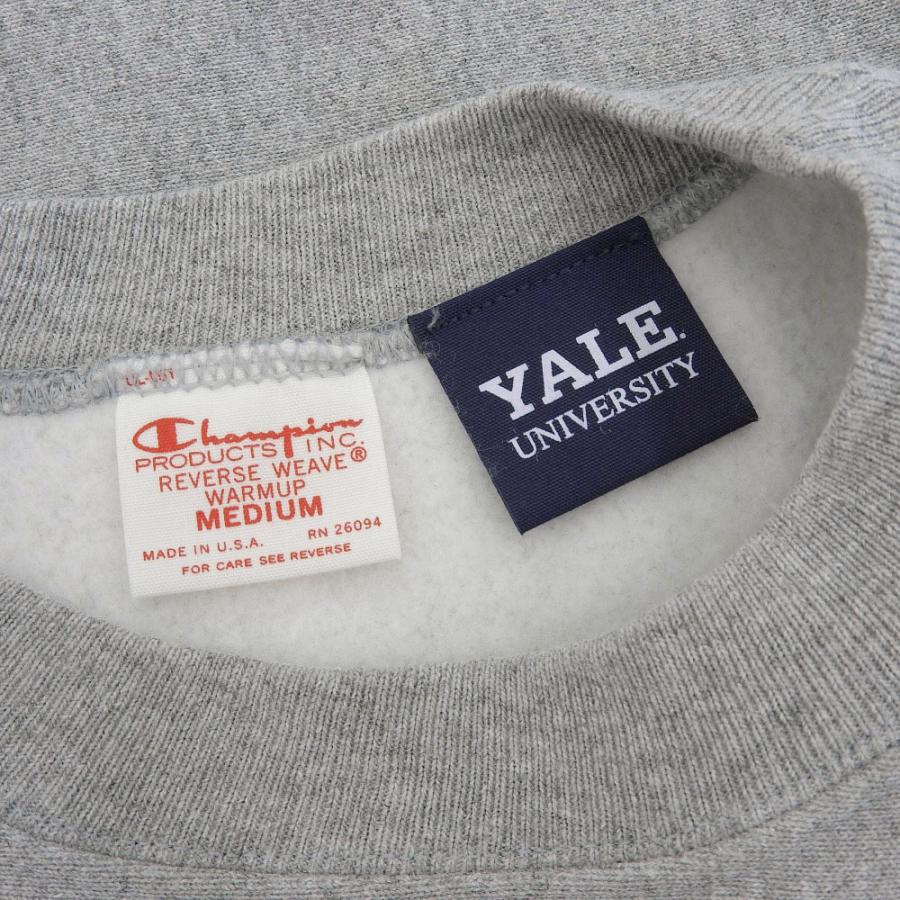 Champion
PRODUCTS INC.
REVERSE WEAVE®
WARMUP
MEDIUM
MADE IN U.S.A. RN 26094
FOR CARE SEE REVERSE
YALE.
UNIVERSITY